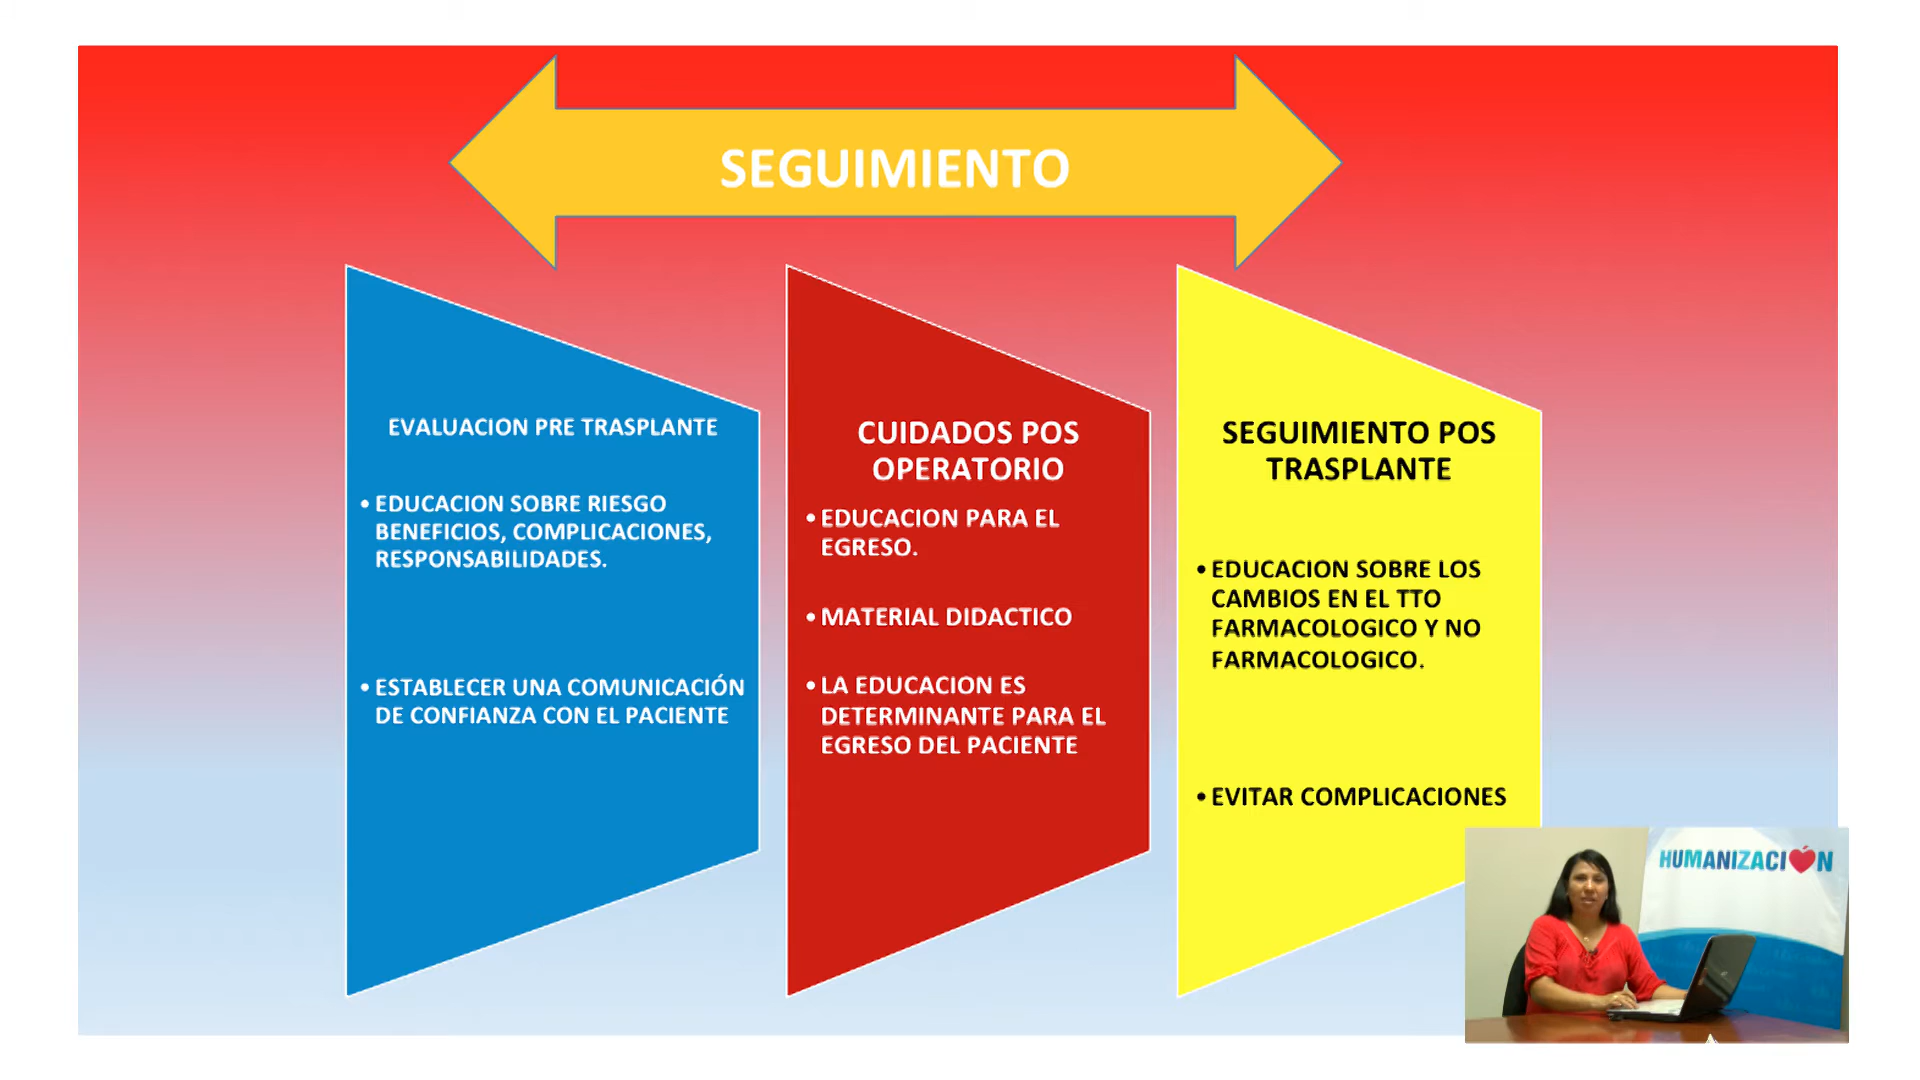 SEGUIMIENTO
EVALUACION PRE TRASPLANTE
• EDUCACION SOBRE RIESGO
BENEFICIOS, COMPLICACIONES,
RESPONSABILIDADES.
• ESTABLECER UNA COMUNICACIÓN
DE CONFIANZA CON EL PACIENTE
CUIDADOS POS
OPERATORIO
• EDUCACION PARA EL
EGRESO.
• MATERIAL DIDACTICO
• LA EDUCACION ES
DETERMINANTE PARA EL
EGRESO DEL PACIENTE
SEGUIMIENTO POS
TRASPLANTE
• EDUCACION SOBRE LOS
CAMBIOS EN EL TTO
FARMACOLOGICO Y NO
FARMACOLOGICO.
• EVITAR COMPLICACIONES
HUMANIZACIÓN